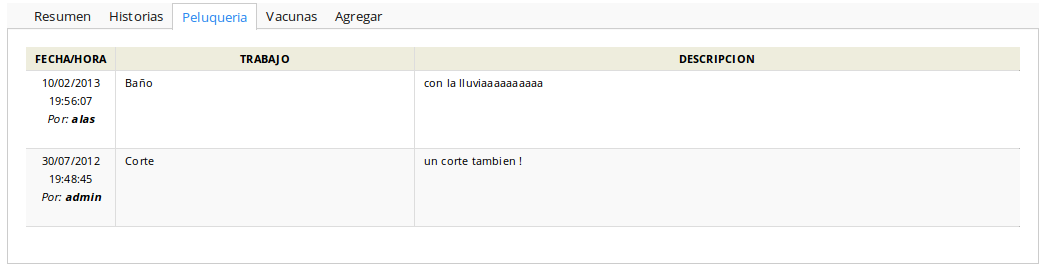 Resumen Historias Peluqueria Vacunas Agregar
FECHA/HORA TRABAJO DESCRIPCION
10/02/2013 Baño con la lluviaaaaaaaaaa
19:56:07
Por: alas
30/07/2012 Corte un corte tambien !
19:48:45
Por: admin